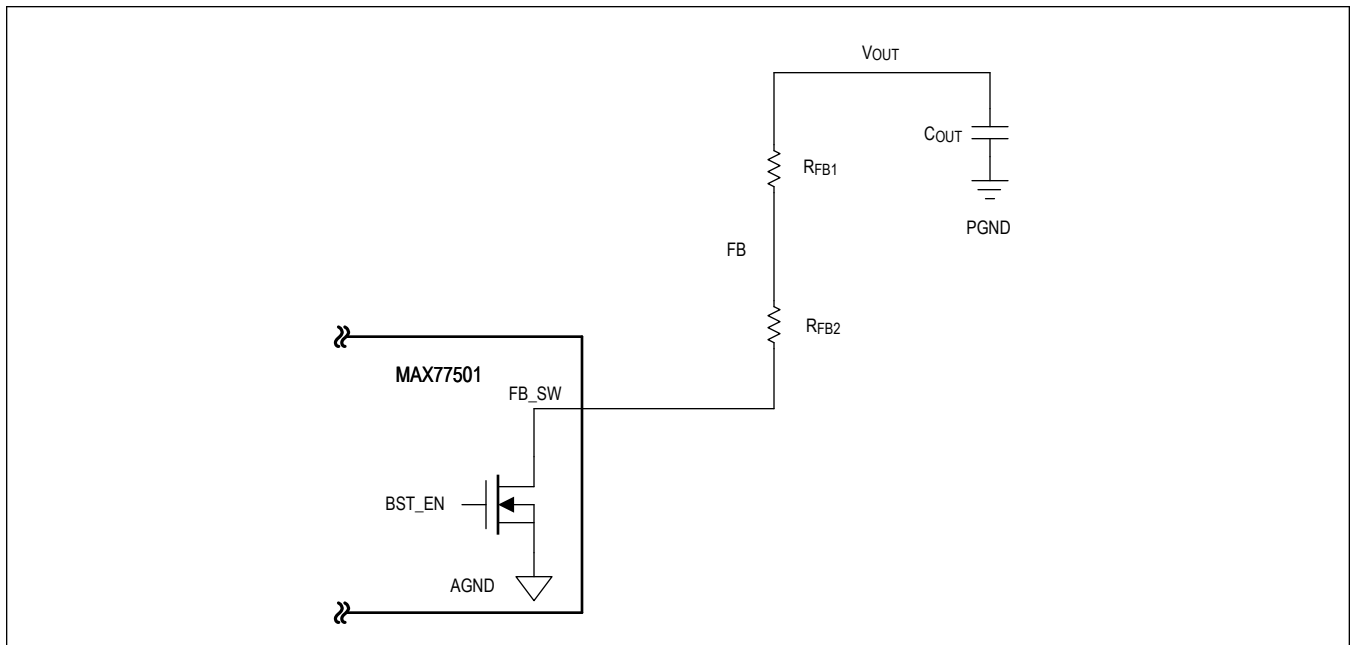 VOUT
COUT
RFB1
PGND
FB
RFB2
MAX77501
FB_SW
BST_EN
AGND